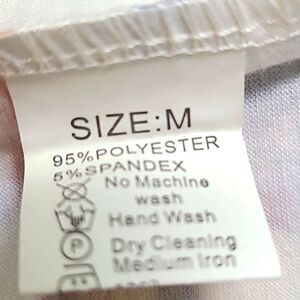 SIZE:M
95%POLYESTER
5%SPANDEX
No Machine
wash
Hand Wash
P
Dry Cleaning
Medium Iron